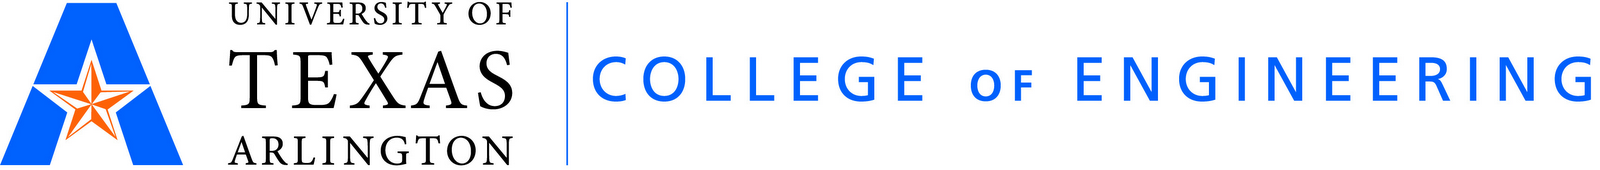 UNIVERSITY OF
TEXAS
ARLINGTON
COLLEGE OF ENGINEERING